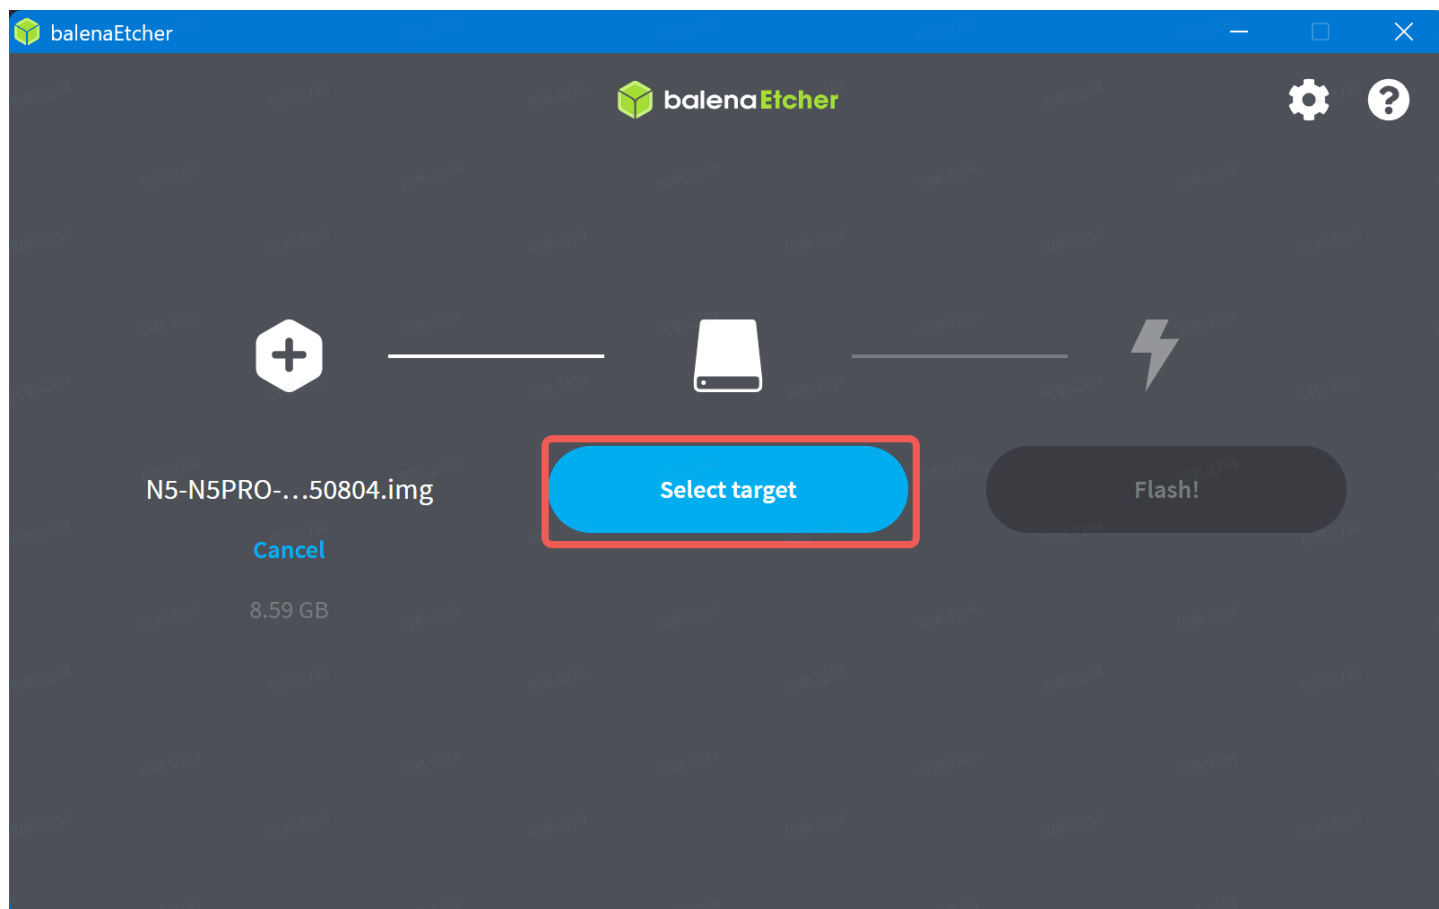 balenaEtcher
balenaEtcher
N5-N5PRO-...50804.img
Select target
Flash!
Cancel
8.59 GB